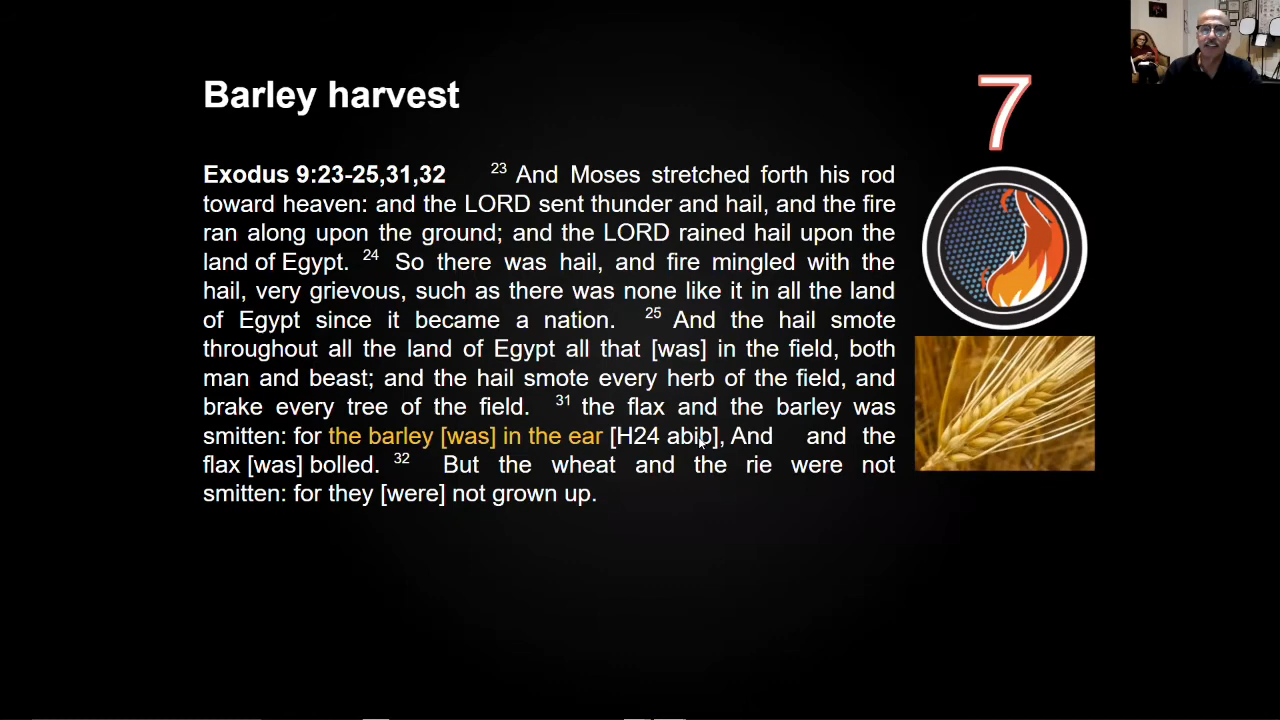 Barley harvest
7
Exodus 9:23-25,31,32 23 And Moses stretched forth his rod
toward heaven: and the LORD sent thunder and hail, and the fire
ran along upon the ground; and the LORD rained hail upon the
land of Egypt. 24 So there was hail, and fire mingled with the
hail, very grievous, such as there was none like it in all the land
of Egypt since it became a nation. 25 And the hail smote
throughout all the land of Egypt all that [was] in the field, both
man and beast; and the hail smote every herb of the field, and
brake every tree of the field. 31 the flax and the barley was
smitten: for the barley [was] in the ear [H24 abib], And and the
flax [was] bolled. 32 But the wheat and the rie were not
smitten: for they [were] not grown up.